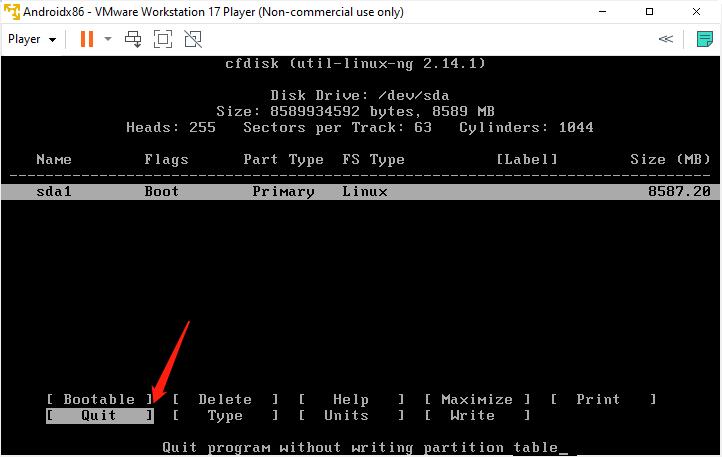 Androidx86 - VMware Workstation 17 Player (Non-commercial use only)
Player
cfdisk (util-linux-ng 2.14.1)
Disk Drive: /dev/sda
Size: 8589934592 bytes, 8589 MB
Heads: 255 Sectors per Track: 63 Cylinders: 1044
Name Flags Part Type FS Type [Label] Size (MB)
sda1 Boot Primary Linux 8587.20
[ Bootable ] [ Delete ] [ Help ] [ Maximize ] [ Print ]
[ Quit ] [ Type ] [ Units ] [ Write ]
Quit program without writing partition table_